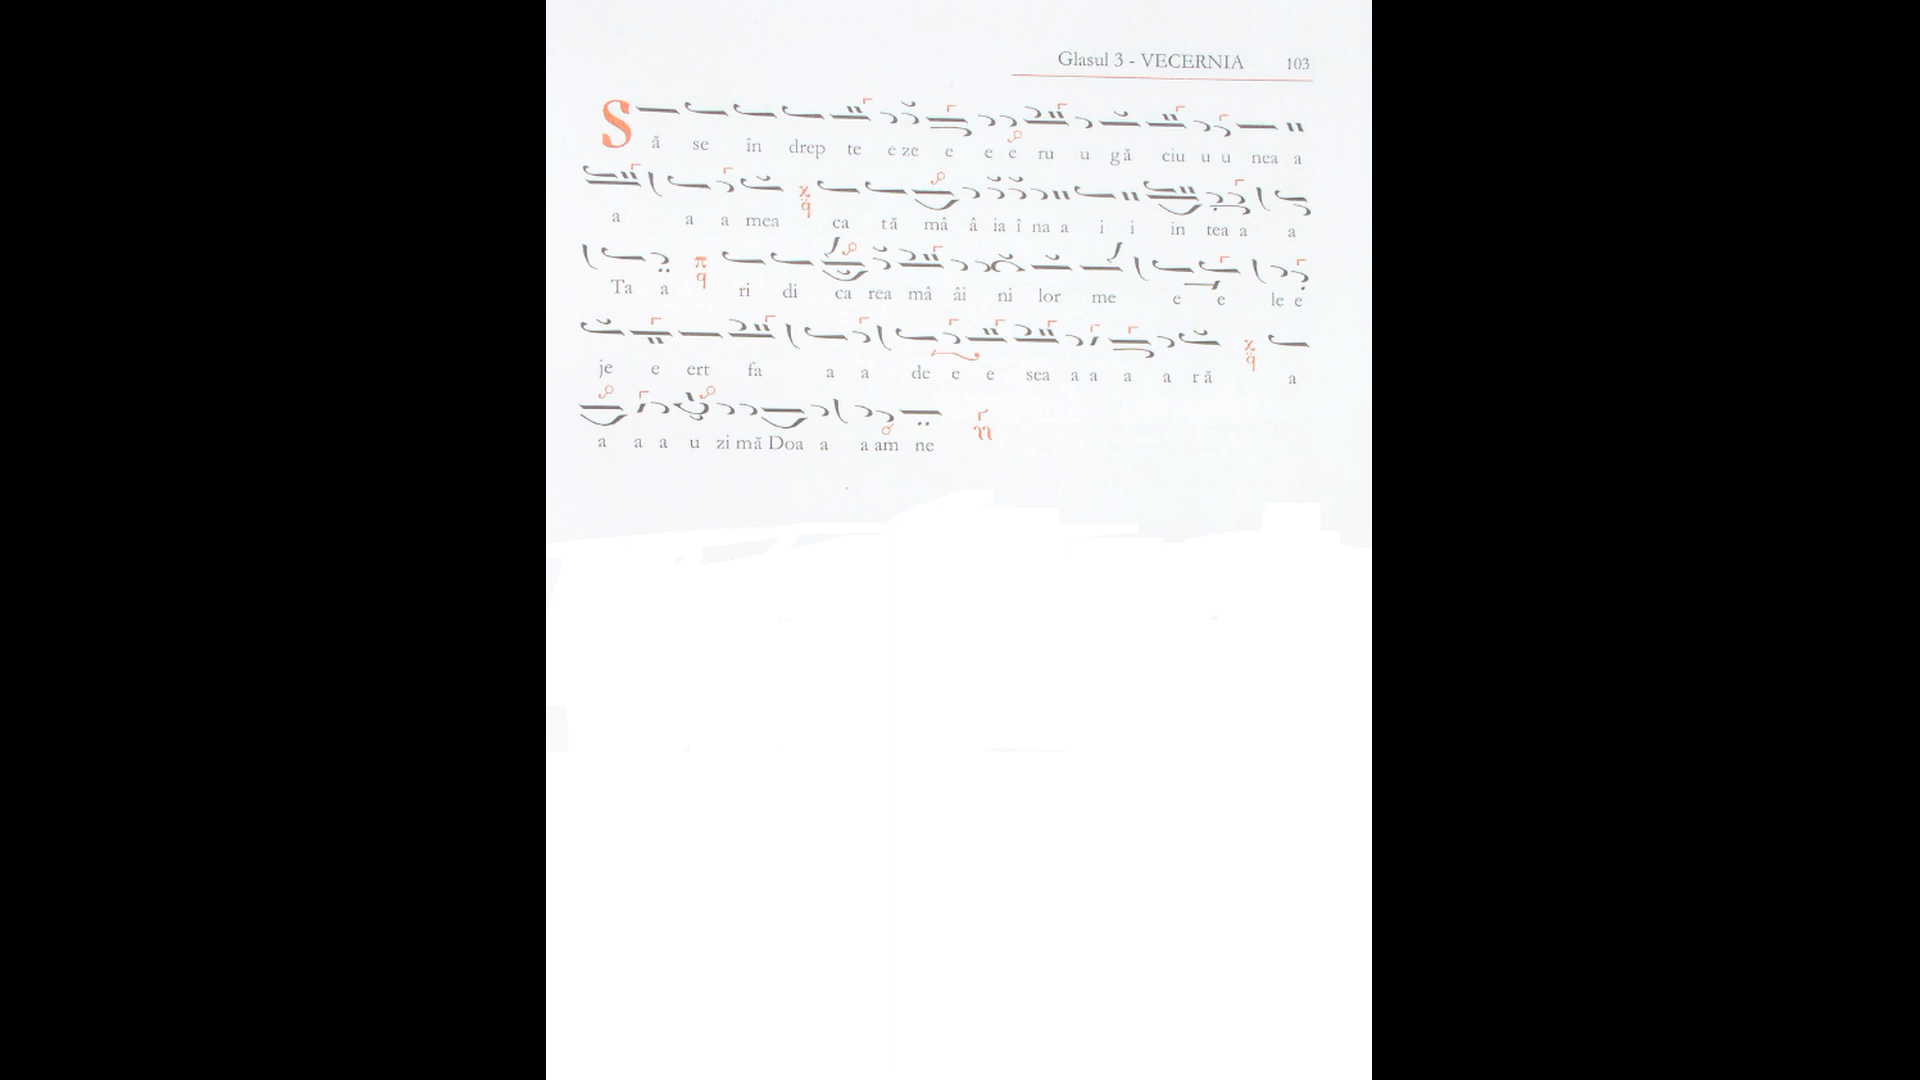 Glasul 3 - VECERNIA 103
Să se în drep te e ze e e e ru u gă ciu u u nea a
a a a mea ca tă mâ â ia î na a i i in tea a a
Ta a ri di ca rea mâ âi ni lor me e e le e
je e ert fa a a de e e sea a a a a ră a
a a a u zi mă Doa a a am ne